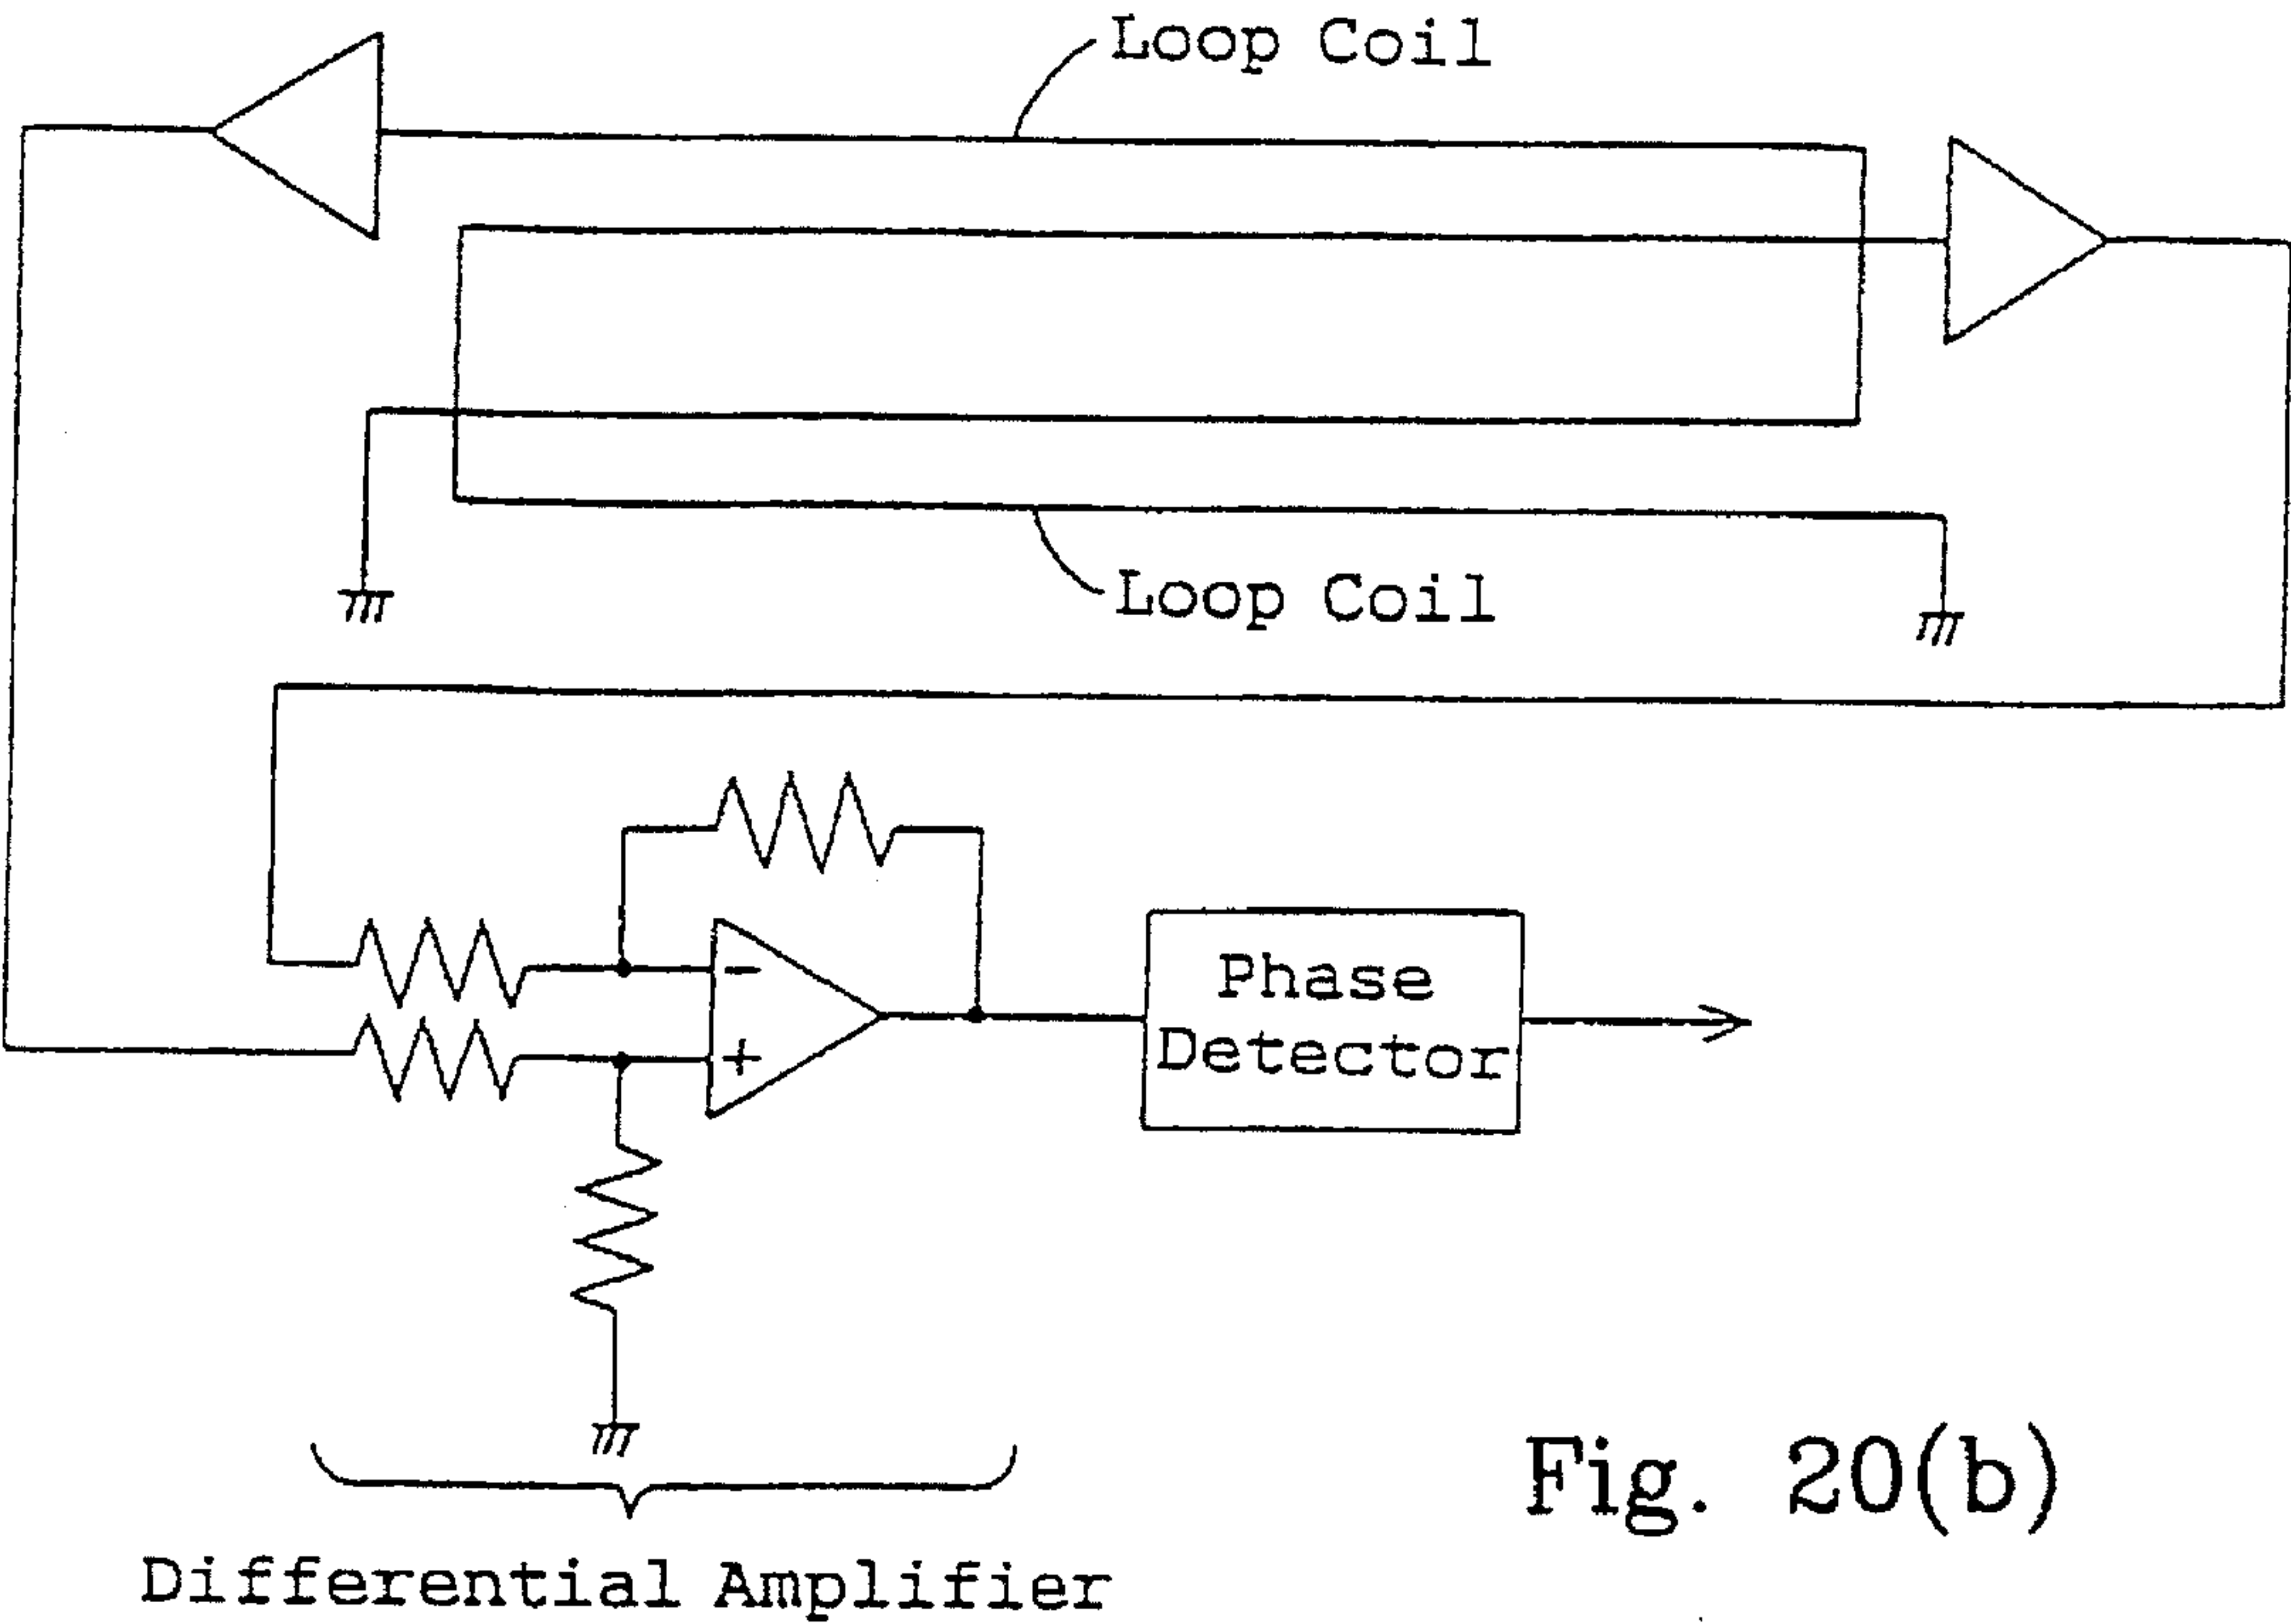 Loop Coil
Loop Coil
-
+
Phase
Detector
Differential Amplifier
Fig. 20(b)